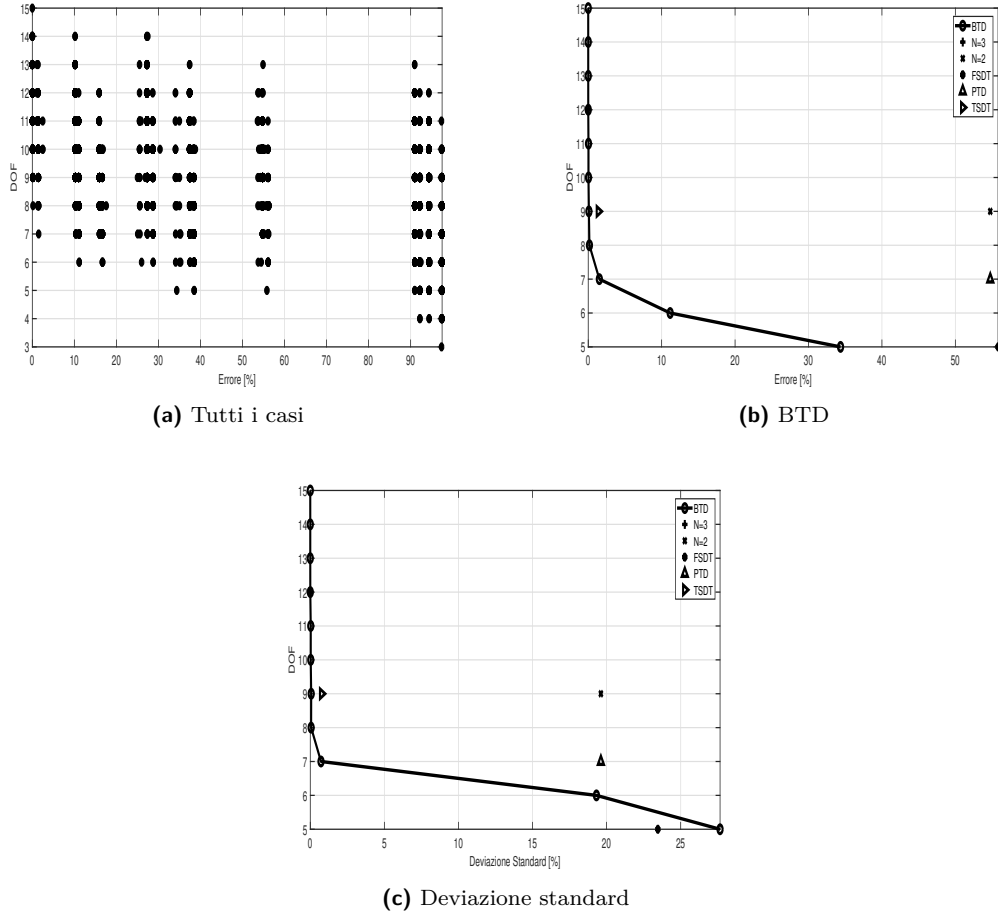 15
14
13
12
11
10
9
8
7
6
5
4
3
DOF
0 10 20 30 40 50 60 70 80 90
Errore [%]
(a) Tutti i casi
15
14
13
12
11
10
9
8
7
6
5
DOF
0 10 20 30 40 50
Errore [%]
BTD
N=3
N=2
FSDT
PTD
TSDT
(b) BTD
15
14
13
12
11
10
9
8
7
6
5
DOF
0 5 10 15 20 25
Deviazione Standard [%]
BTD
N=3
N=2
FSDT
PTD
TSDT
(c) Deviazione standard